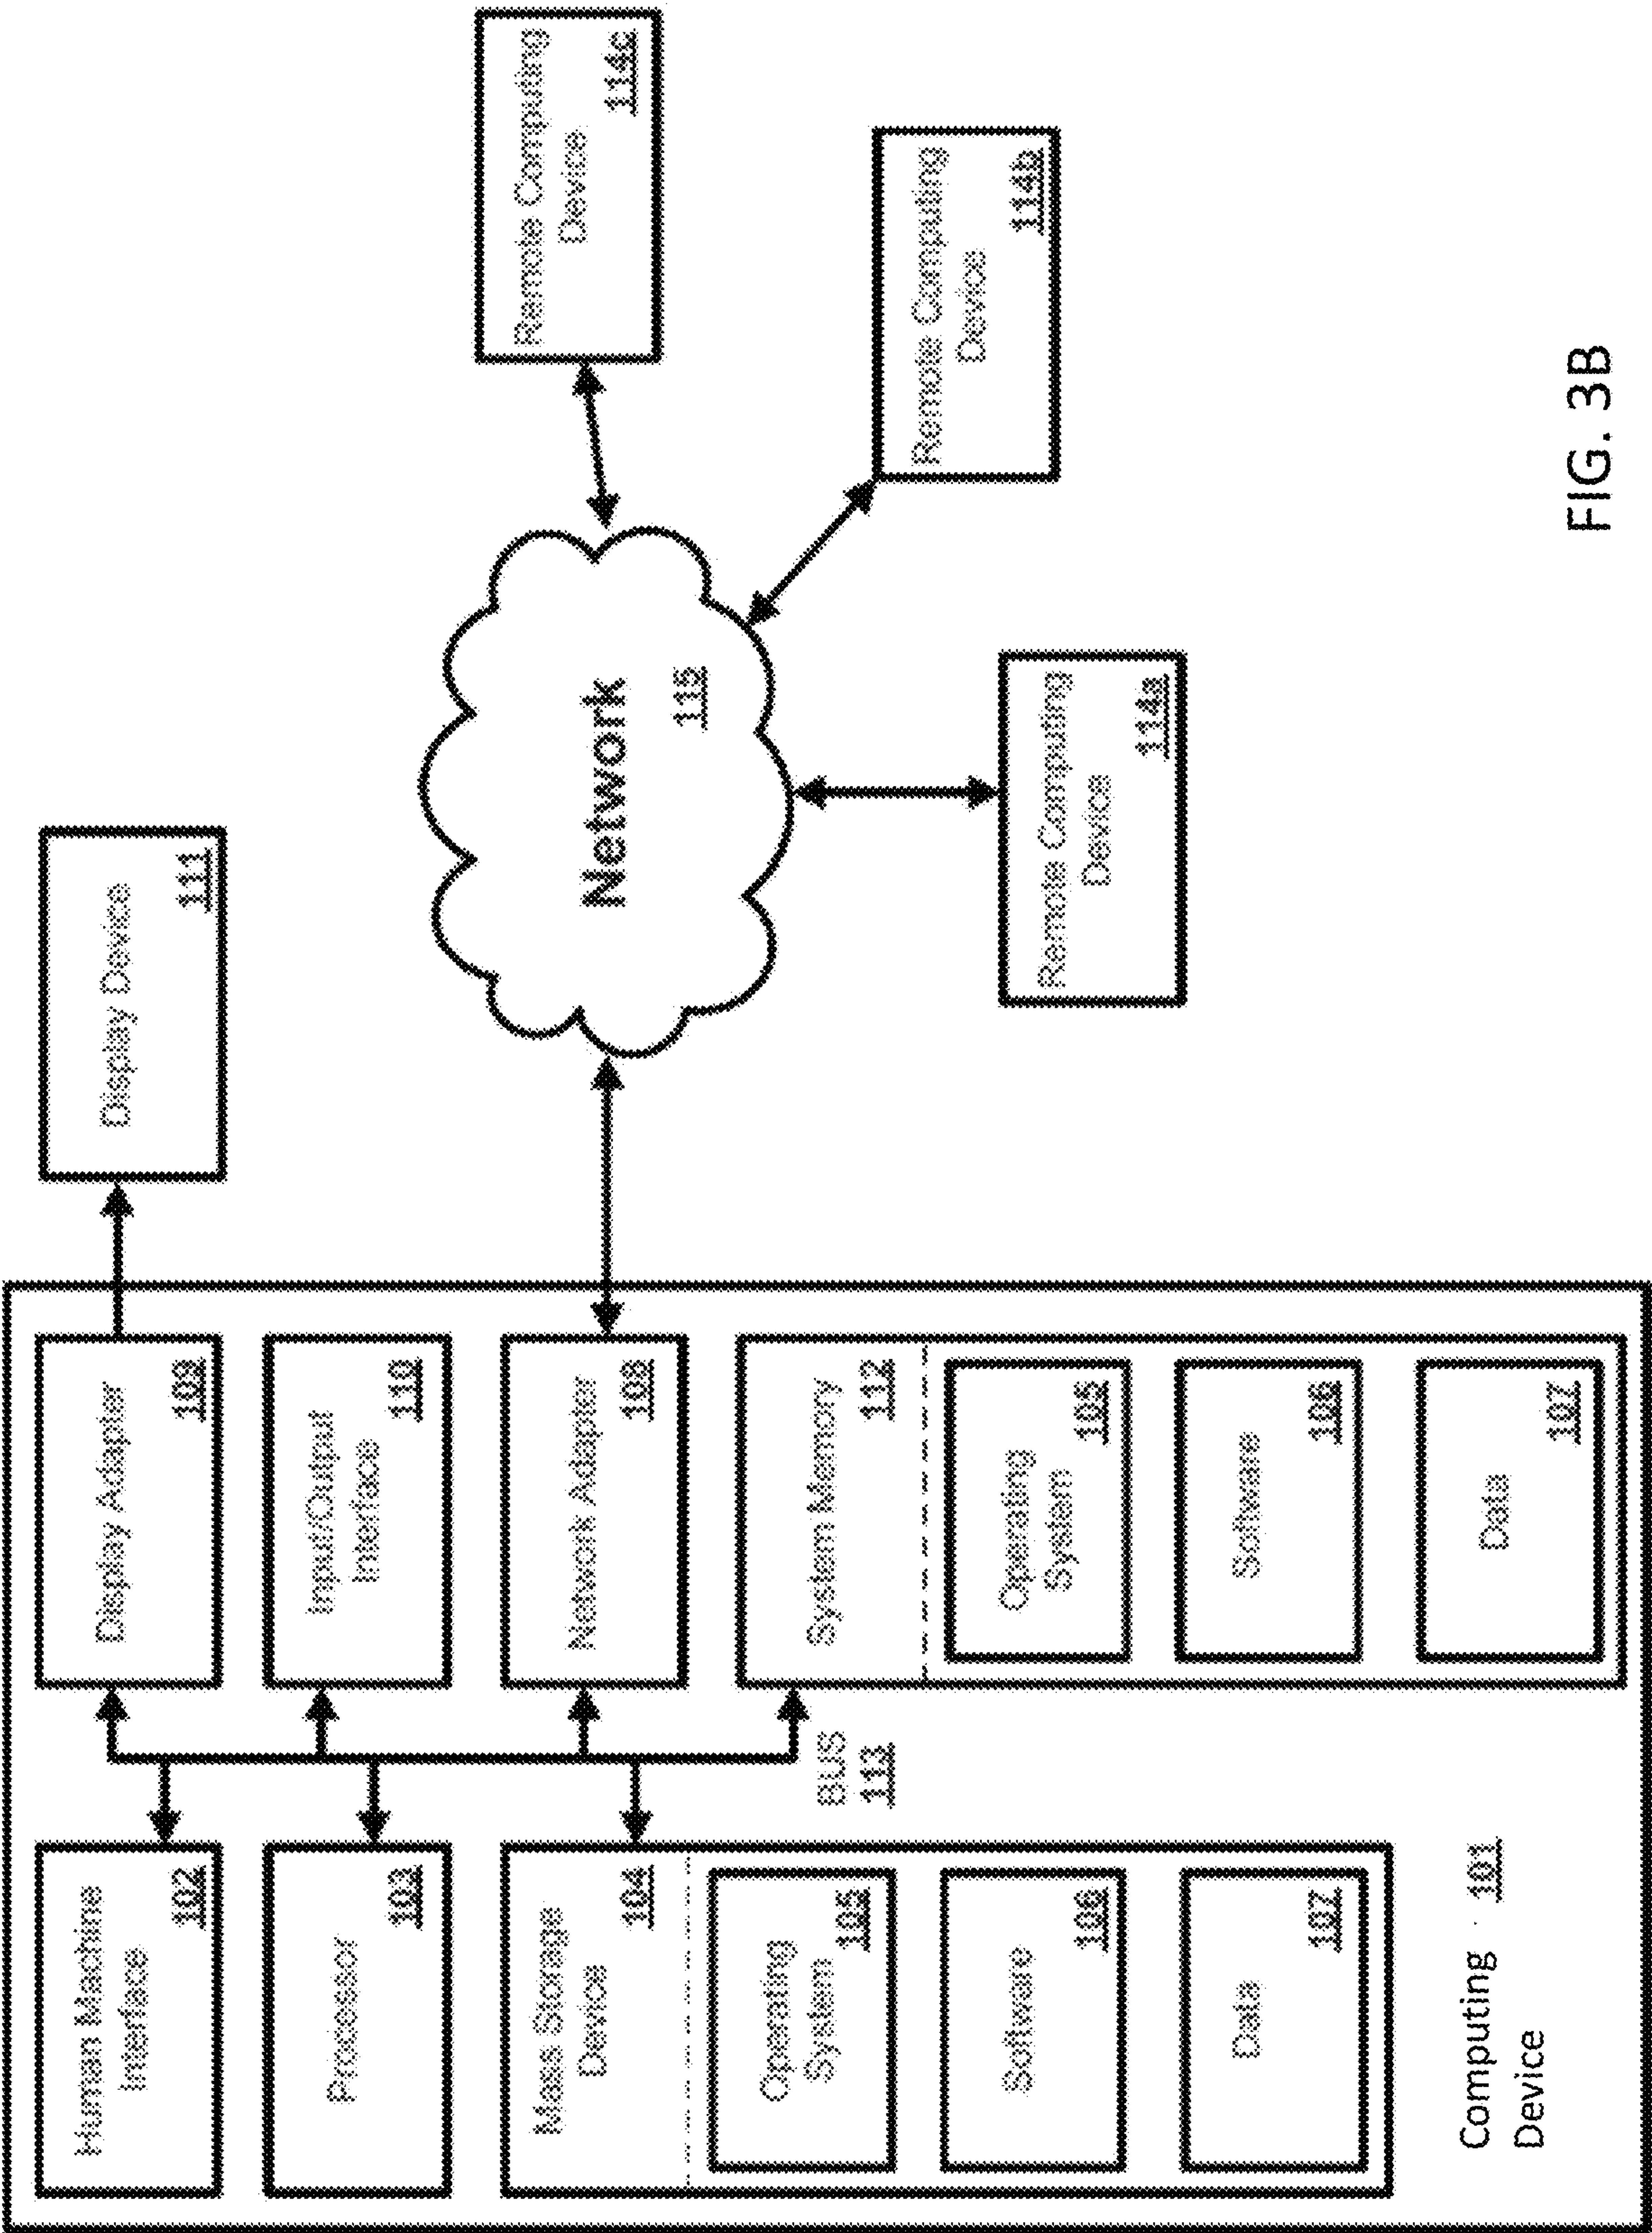 Human Machine
Interface
102
Processor
103
Mass Storage
Device
104
Operating
System
105
Software
106
Data
107
Computing 101
Device
BUS
113
Display Adapter
109
Input/Output
Interface
110
Network Adapter
108
System Memory
112
Operating
System
105
Software
106
Data
107
Display Device
111
Network
115
Remote Computing
Device
114a
Remote Computing
Device
114b
Remote Computing
Device
114c
FIG. 3B